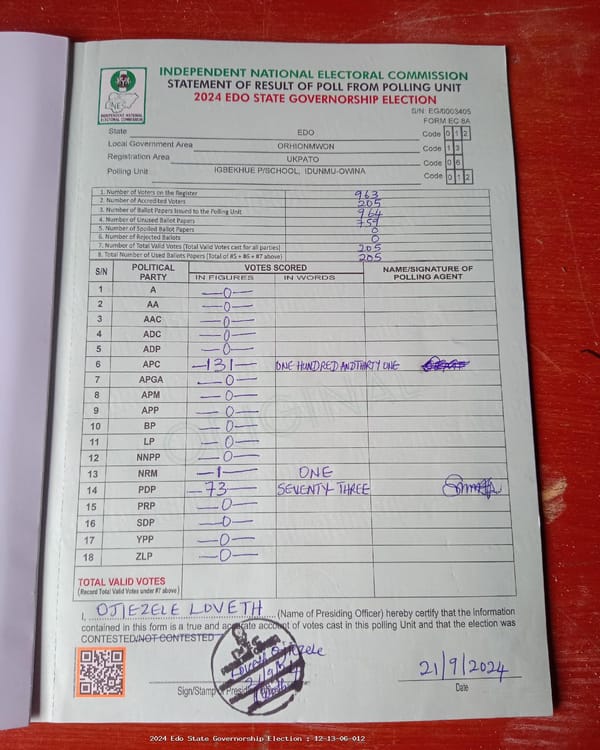 INDEPENDENT NATIONAL ELECTORAL COMMISSION
STATEMENT OF RESULT OF POLL FROM POLLING UNIT
2024 EDO STATE GOVERNORSHIP ELECTION
INDEPENDENT NATIONAL ELECTORAL COMMISSION
S/N: EG/0003405
FORM EC 8A
State EDO Code 0 1 2
Local Government Area ORHIONMWON Code 1 3
Registration Area UKPATO Code 0 6
Polling Unit: IGBEKHUE P/SCHOOL, IDUNMU-OWINA Code 0 1 2
1. Number of Voters on the Register 963
2. Number of Accredited Voters 205
3. Number of Ballot Papers Issued to the Polling Unit 964
4. Number of Unused Ballot Papers 759
5. Number of Spoiled Ballot Papers 0
6. Number of Rejected Ballots 0
7. Number of Total Valid Votes (Total Valid Votes cast for all parties) 205
8. Total Number of Used Ballots Papers (Total of #5 + #6 + #7 above) 205
S/N POLITICAL PARTY VOTES SCORED NAME/SIGNATURE OF POLLING AGENT
IN FIGURES IN WORDS
1 A -0-
2 AA -0-
3 AAC -0-
4 ADC -0-
5 ADP -0-
6 APC -131- ONE HUNDRED AND THIRTY ONE
7 APGA -0-
8 APM -0-
9 APP -0-
10 BP -0-
11 LP -0-
12 NNPP -0-
13 NRM -1- ONE
14 PDP -73- SEVENTY-THREE
15 PRP -0-
16 SDP -0-
17 YPP -0-
18 ZLP -0-
ORIGINAL
TOTAL VALID VOTES
(Record Total Valid Votes under #7 above)
I, OJIEZELE LOVETH (Name of Presiding Officer) hereby certify that the information
contained in this form is a true and accurate account of votes cast in this polling Unit and that the election was
CONTESTED/NOT CONTESTED
Loveth Ojiezele
21/9/24
Sign/Stamp of Presid
21/9/2024
Date
2024 Edo State Governorship Election : 12-13-06-012